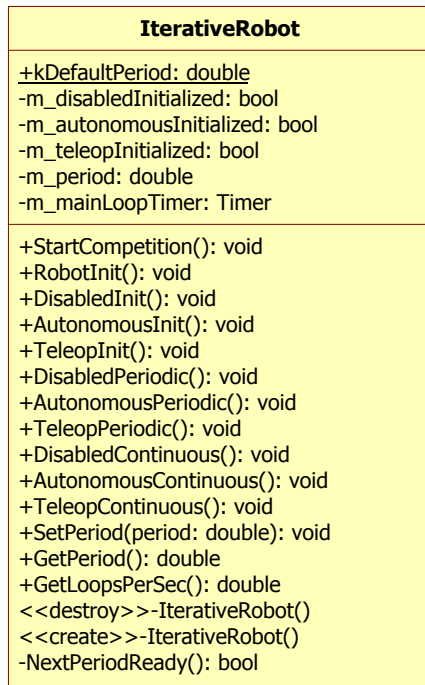 IterativeRobot
+kDefaultPeriod: double
-m_disabledInitialized: bool
-m_autonomousInitialized: bool
-m_teleopInitialized: bool
-m_period: double
-m_mainLoopTimer: Timer
+StartCompetition(): void
+RobotInit(): void
+DisabledInit(): void
+AutonomousInit(): void
+TeleopInit(): void
+DisabledPeriodic(): void
+AutonomousPeriodic(): void
+TeleopPeriodic(): void
+DisabledContinuous(): void
+AutonomousContinuous(): void
+TeleopContinuous(): void
+SetPeriod(period: double): void
+GetPeriod(): double
+GetLoopsPerSec(): double
<<destroy>>-IterativeRobot()
<<create>>-IterativeRobot()
-NextPeriodReady(): bool